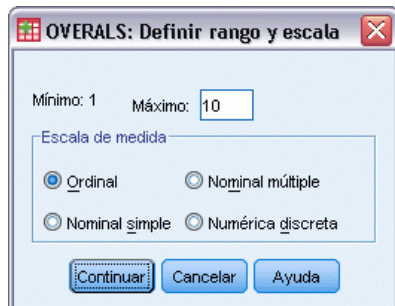 OVERALS: Definir rango y escala
Mínimo: 1 Máximo: 10
Escala de medida
Ordinal Nominal múltiple
Nominal simple Numérica discreta
Continuar Cancelar Ayuda